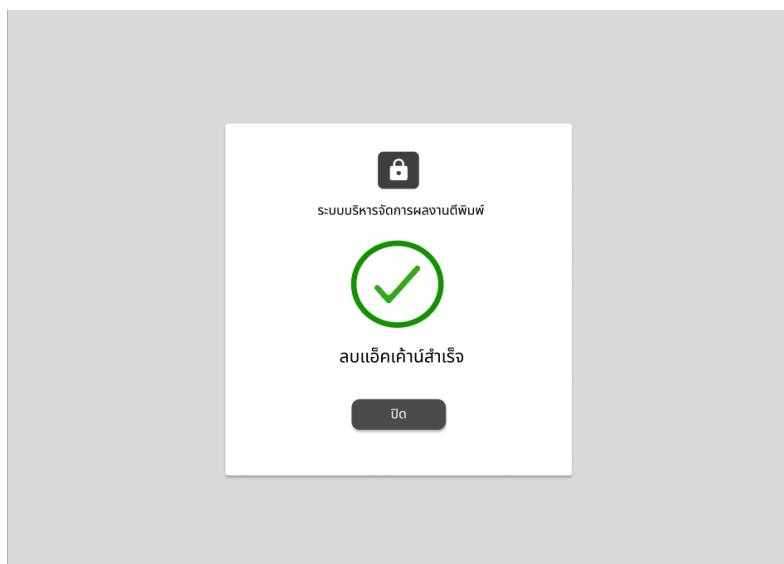 ระบบบริหารจัดการผลงานตีพิมพ์
ลบแอ็คเค้าน์สำเร็จ
ปิด